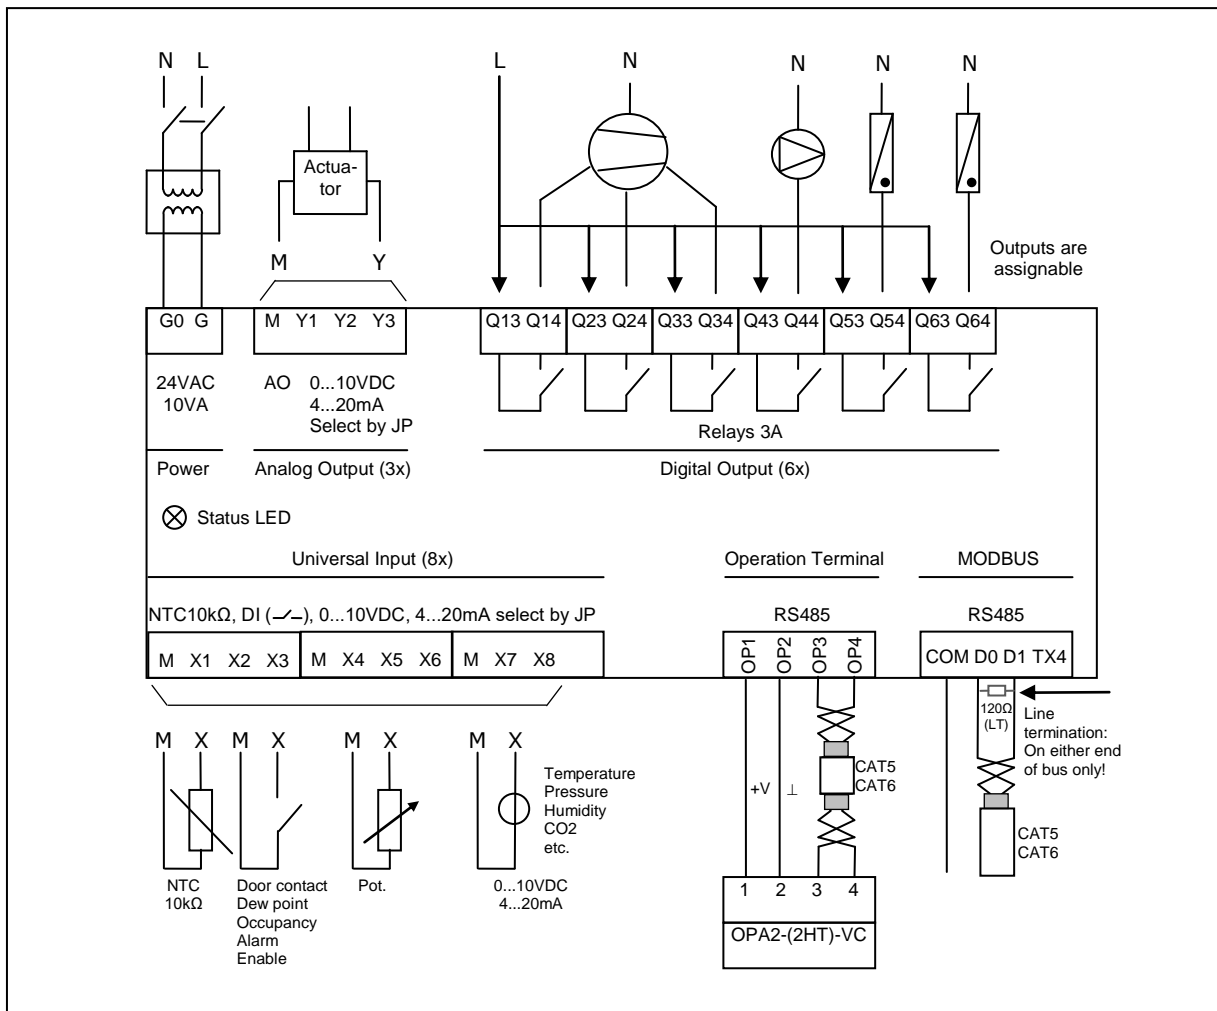 N L
L N N N N
Actua-
tor
M Y
Outputs are
assignable
G0 G
M Y1 Y2 Y3
Q13 Q14 Q23 Q24 Q33 Q34 Q43 Q44 Q53 Q54 Q63 Q64
24VAC
10VA
AO 0...10VDC
4...20mA
Select by JP
Relays 3A
Power
Analog Output (3x)
Digital Output (6x)
Status LED
Universal Input (8x)
Operation Terminal
MODBUS
NTC10kΩ, DI ( ), 0...10VDC, 4...20mA select by JP
RS485
RS485
M X1 X2 X3 M X4 X5 X6 M X7 X8
OP1 OP2 OP3 OP4
COM D0 D1 TX4
120Ω
(LT)
Line
termination:
On either end
of bus only!
M X M X M X M X
Temperature
Pressure
Humidity
CO2
etc.
+V ⊥
CAT5
CAT6
CAT5
CAT6
NTC
10kΩ
Door contact
Dew point
Occupancy
Alarm
Enable
Pot.
0...10VDC
4...20mA
1 2 3 4
OPA2-(2HT)-VC